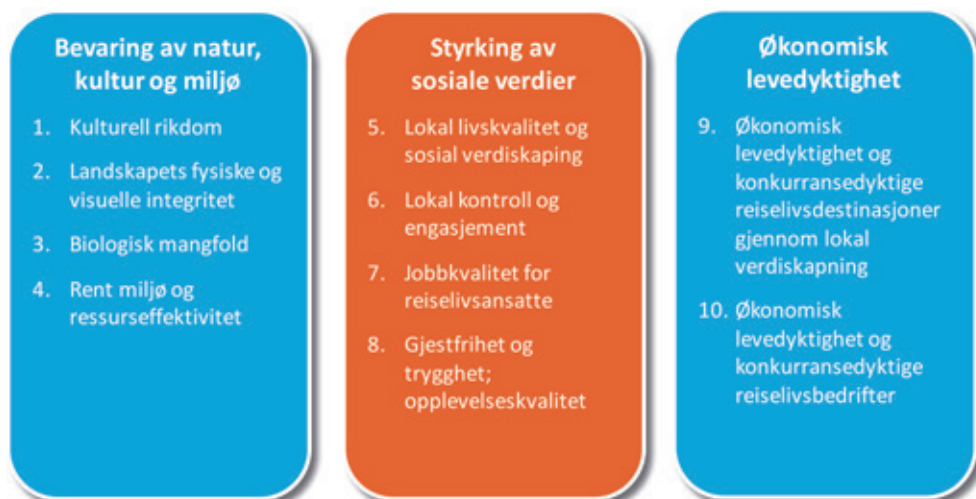 Bevaring av natur,
kultur og miljø
1. Kulturell rikdom
2. Landskapets fysiske og
visuelle integritet
3. Biologisk mangfold
4. Rent miljø og
ressurseffektivitet
Styrking av
sosiale verdier
5. Lokal livskvalitet og
sosial verdiskaping
6. Lokal kontroll og
engasjement
7. Jobbkvalitet for
reiselivsansatte
8. Gjestfrihet og
trygghet;
opplevelseskvalitet
Økonomisk
levedyktighet
9. Økonomisk
levedyktighet og
konkurransedyktige
reiselivsdestinasjoner
gjennom lokal
verdiskapning
10. Økonomisk
levedyktighet og
konkurransedyktige
reiselivsbedrifter